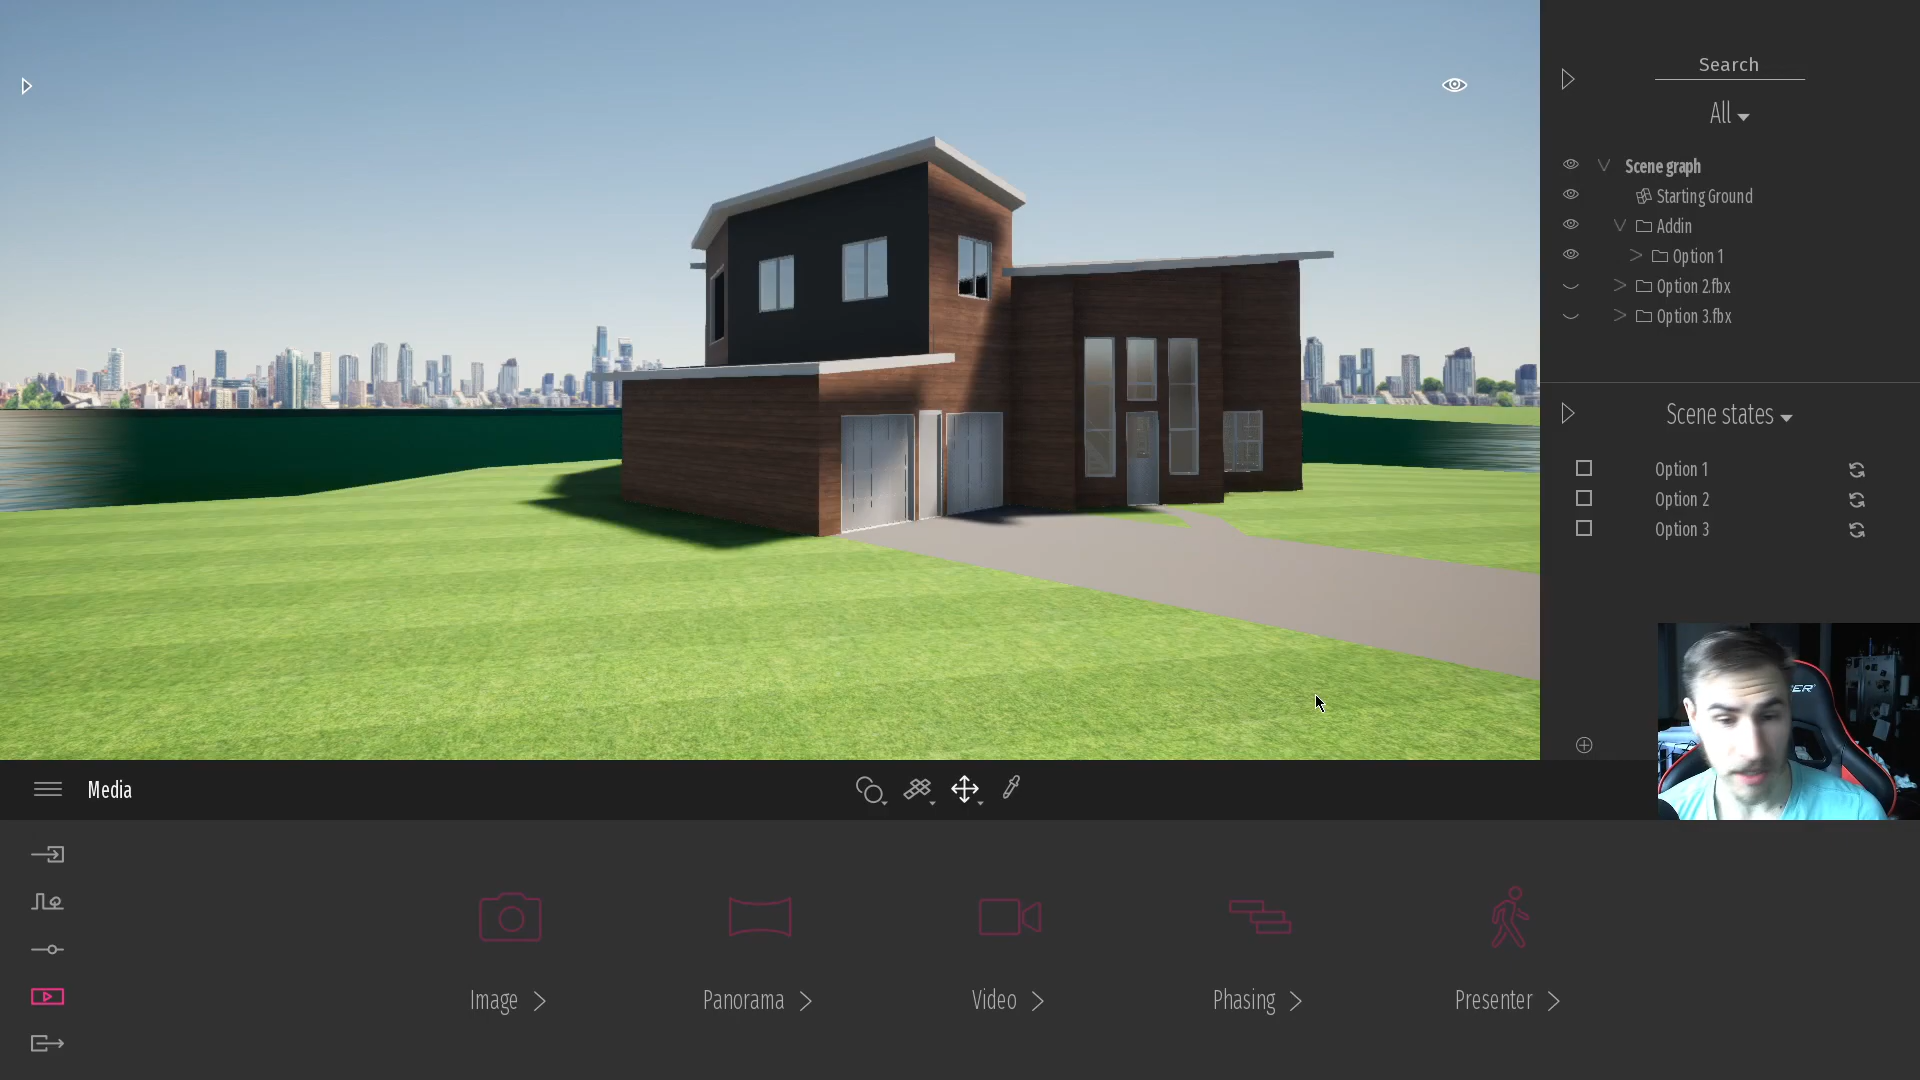 Search
All
Scene graph
Starting Ground
Addin
Option 1
Option 2.fbx
Option 3.fbx
Scene states
Option 1
Option 2
Option 3
Media
Image
Panorama
Video
Phasing
Presenter